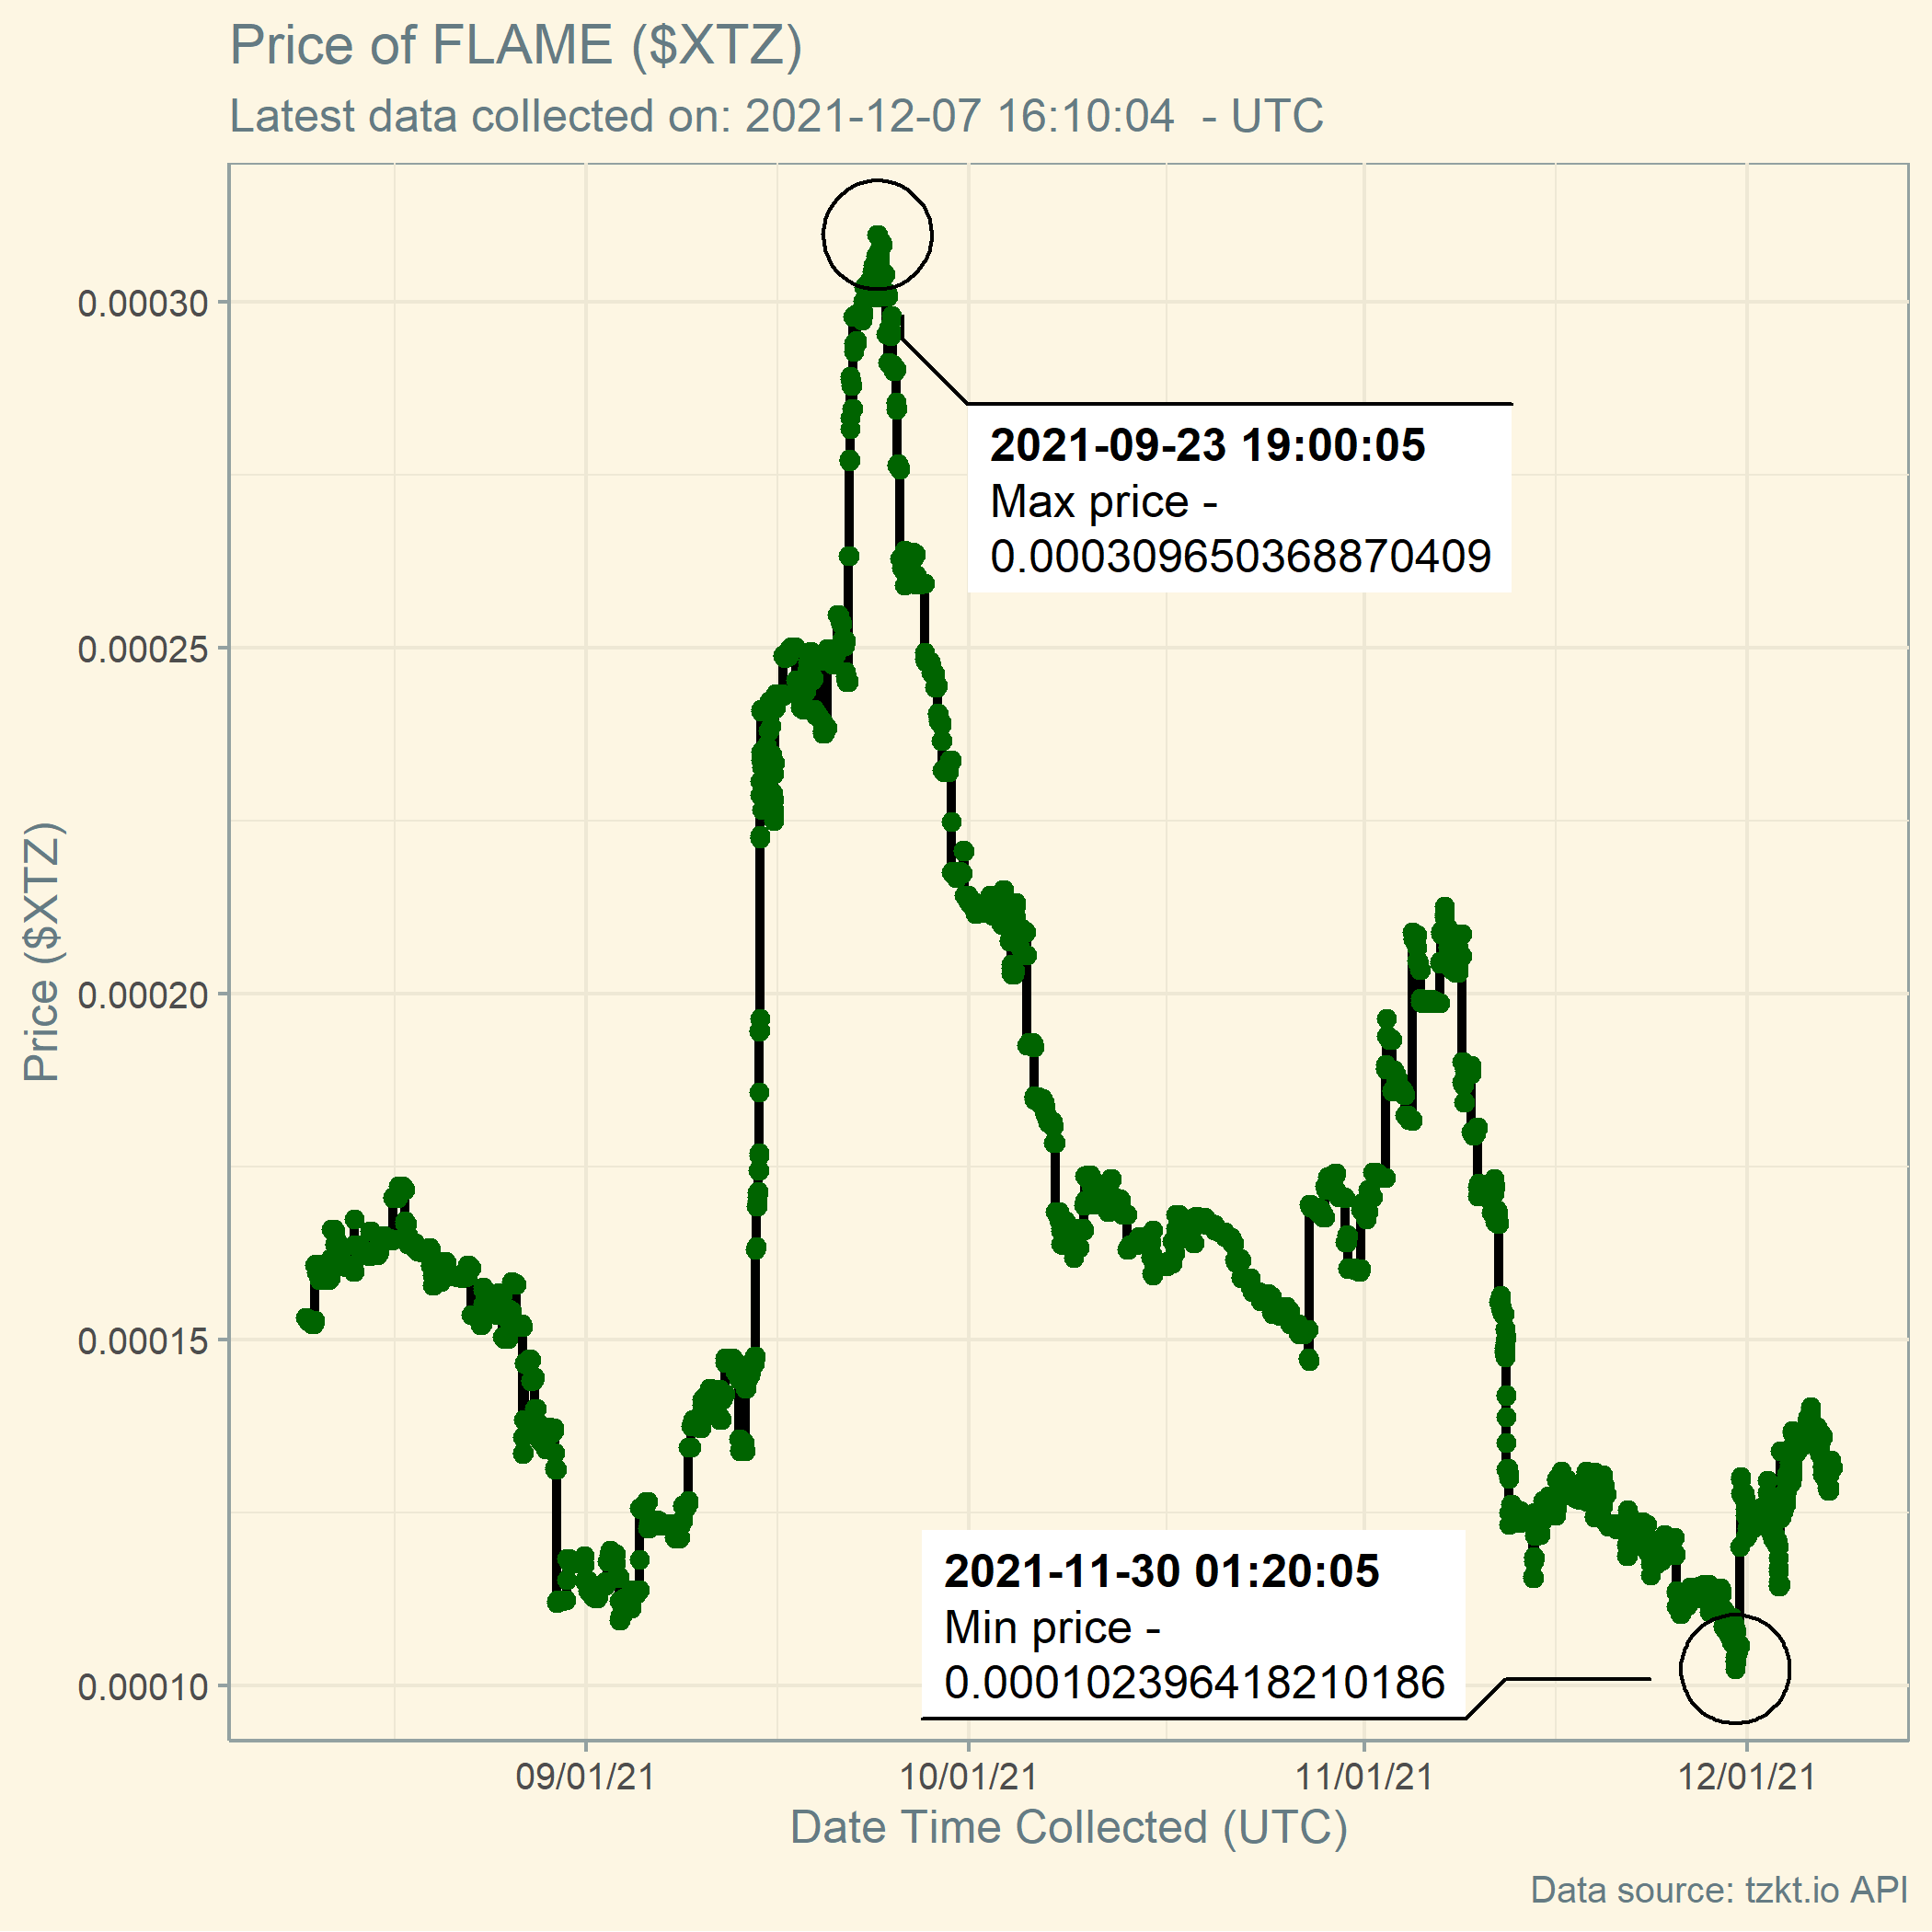 Price of FLAME ($XTZ)
Latest data collected on: 2021-12-07 16:10:04  - UTC
Price ($XTZ)
0.00030
0.00025
0.00020
0.00015
0.00010
2021-09-23 19:00:05
Max price -
0.000309650368870409
2021-11-30 01:20:05
Min price -
0.000102396418210186
09/01/21
10/01/21
11/01/21
12/01/21
Date Time Collected (UTC)
Data source: tzkt.io API